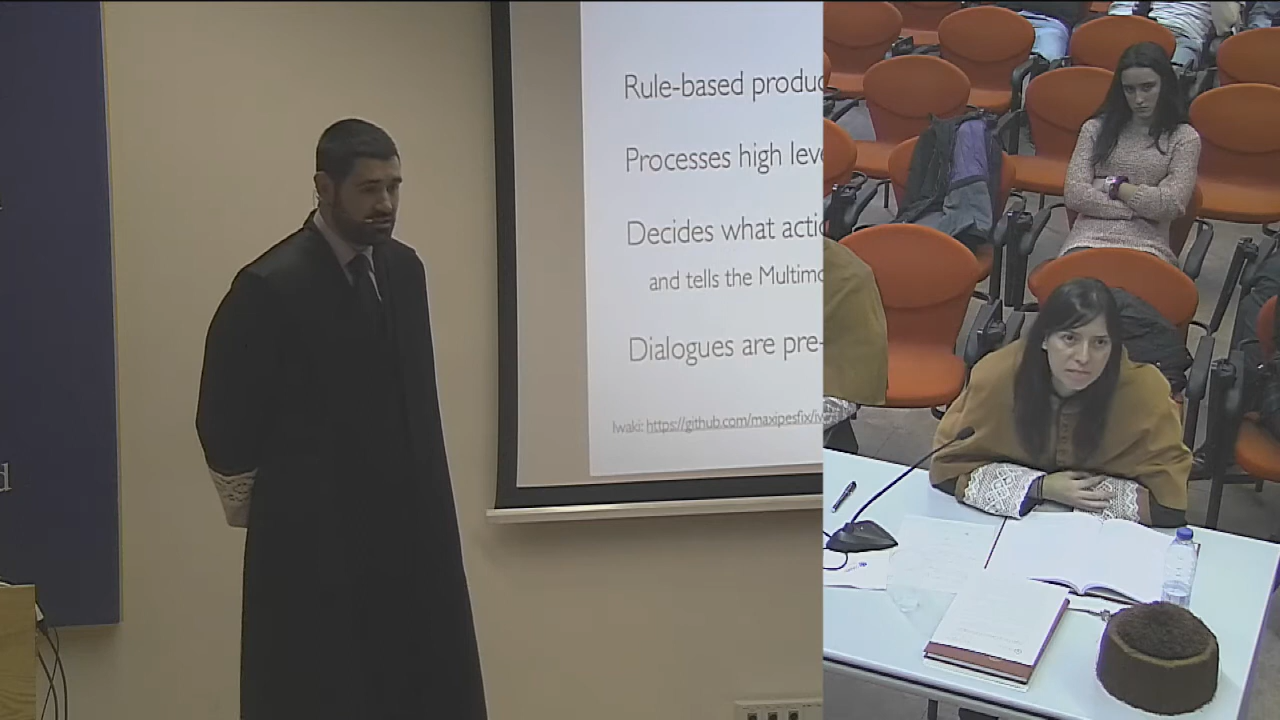 Rule-based produc
Processes high leve
Decides what actio
and tells the Multimo
Dialogues are pre-
Iwaki: https://github.com/maxipesfix/iw
d